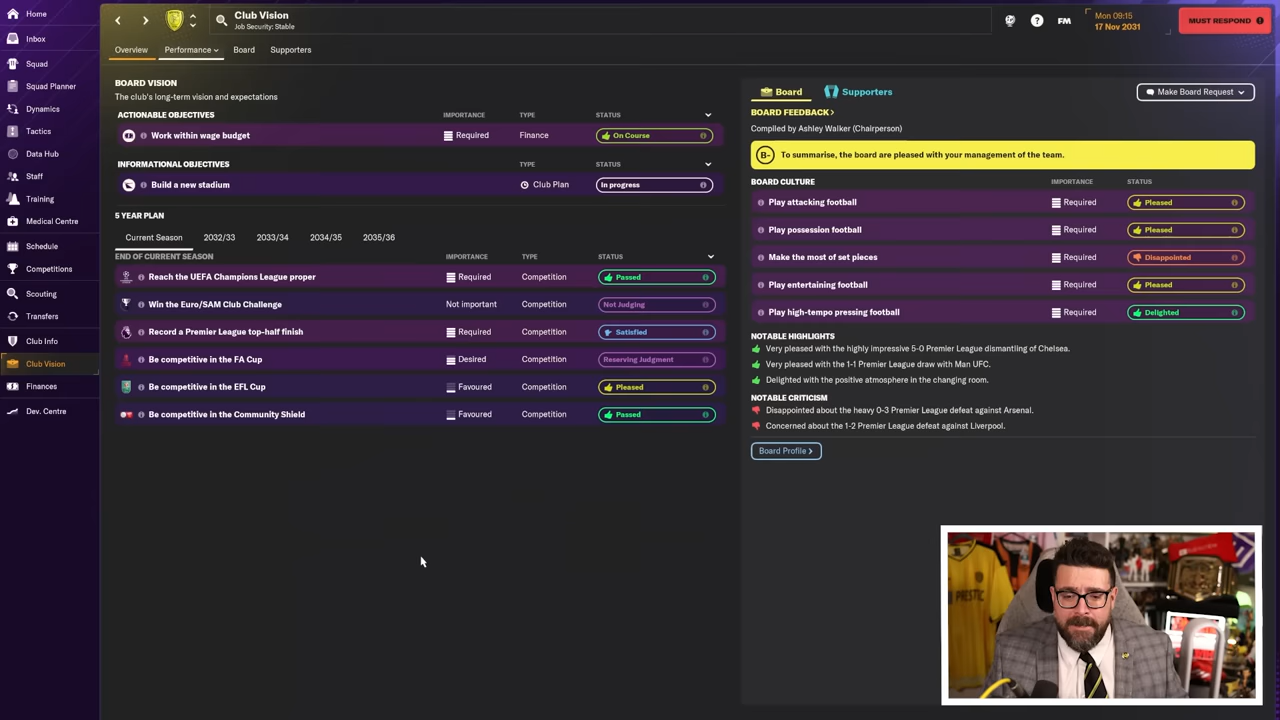 Home
Inbox
Squad
Squad Planner
Dynamics
Tactics
Data Hub
Staff
Training
Medical Centre
Schedule
Competitions
Scouting
Transfers
Club Info
Club Vision
Finances
Dev. Centre
Club Vision
Job Security: Stable
?
FM
Mon 09:15
17 Nov 2031
MUST RESPOND
Overview
Performance
Board
Supporters
BOARD VISION
The club's long-term vision and expectations
ACTIONABLE OBJECTIVES IMPORTANCE TYPE STATUS
Work within wage budget Required Finance On Course
INFORMATIONAL OBJECTIVES TYPE STATUS
Build a new stadium Club Plan In progress
5 YEAR PLAN
Current Season 2032/33 2033/34 2034/35 2035/36
END OF CURRENT SEASON IMPORTANCE TYPE STATUS
Reach the UEFA Champions League proper Required Competition Passed
Win the Euro/SAM Club Challenge Not important Competition Not Judging
Record a Premier League top-half finish Required Competition Satisfied
Be competitive in the FA Cup Desired Competition Reserving Judgment
Be competitive in the EFL Cup Favoured Competition Pleased
Be competitive in the Community Shield Favoured Competition Passed
Board Supporters
Make Board Request
BOARD FEEDBACK>
Compiled by Ashley Walker (Chairperson)
B- To summarise, the board are pleased with your management of the team.
BOARD CULTURE IMPORTANCE STATUS
Play attacking football Required Pleased
Play possession football Required Pleased
Make the most of set pieces Required Disappointed
Play entertaining football Required Pleased
Play high-tempo pressing football Required Delighted
NOTABLE HIGHLIGHTS
Very pleased with the highly impressive 5-0 Premier League dismantling of Chelsea.
Very pleased with the 1-1 Premier League draw with Man UFC.
Delighted with the positive atmosphere in the changing room.
NOTABLE CRITICISM
Disappointed about the heavy 0-3 Premier League defeat against Arsenal.
Concerned about the 1-2 Premier League defeat against Liverpool.
Board Profile >